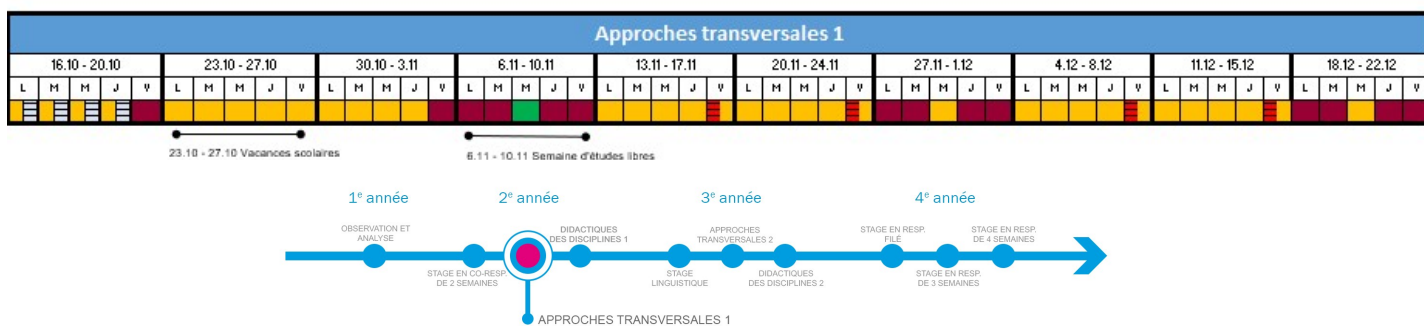 Approches transversales 1
16.10 - 20.10 23.10 - 27.10 30.10 - 3.11 6.11 - 10.11 13.11 - 17.11 20.11 - 24.11 27.11 - 1.12 4.12 - 8.12 11.12 - 15.12 18.12 - 22.12
L M M J V L M M J V L M M J V L M M J V L M M J V L M M J V L M M J V L M M J V L M M J V L M M J V
23.10 - 27.10 Vacances scolaires
6.11 - 10.11 Semaine d'études libres
1e année 2e année 3e année 4e année
OBSERVATION ET
ANALYSE
DIDACTIQUES
DES DISCIPLINES 1
APPROCHES
TRANSVERSALES 2
STAGE EN RESP.
FILÉ
STAGE EN RESP.
DE 4 SEMAINES
STAGE EN CO-RESP.
DE 2 SEMAINES
STAGE
LINGUISTIQUE
DIDACTIQUES
DES DISCIPLINES 2
STAGE EN RESP.
DE 3 SEMAINES
APPROCHES TRANSVERSALES 1